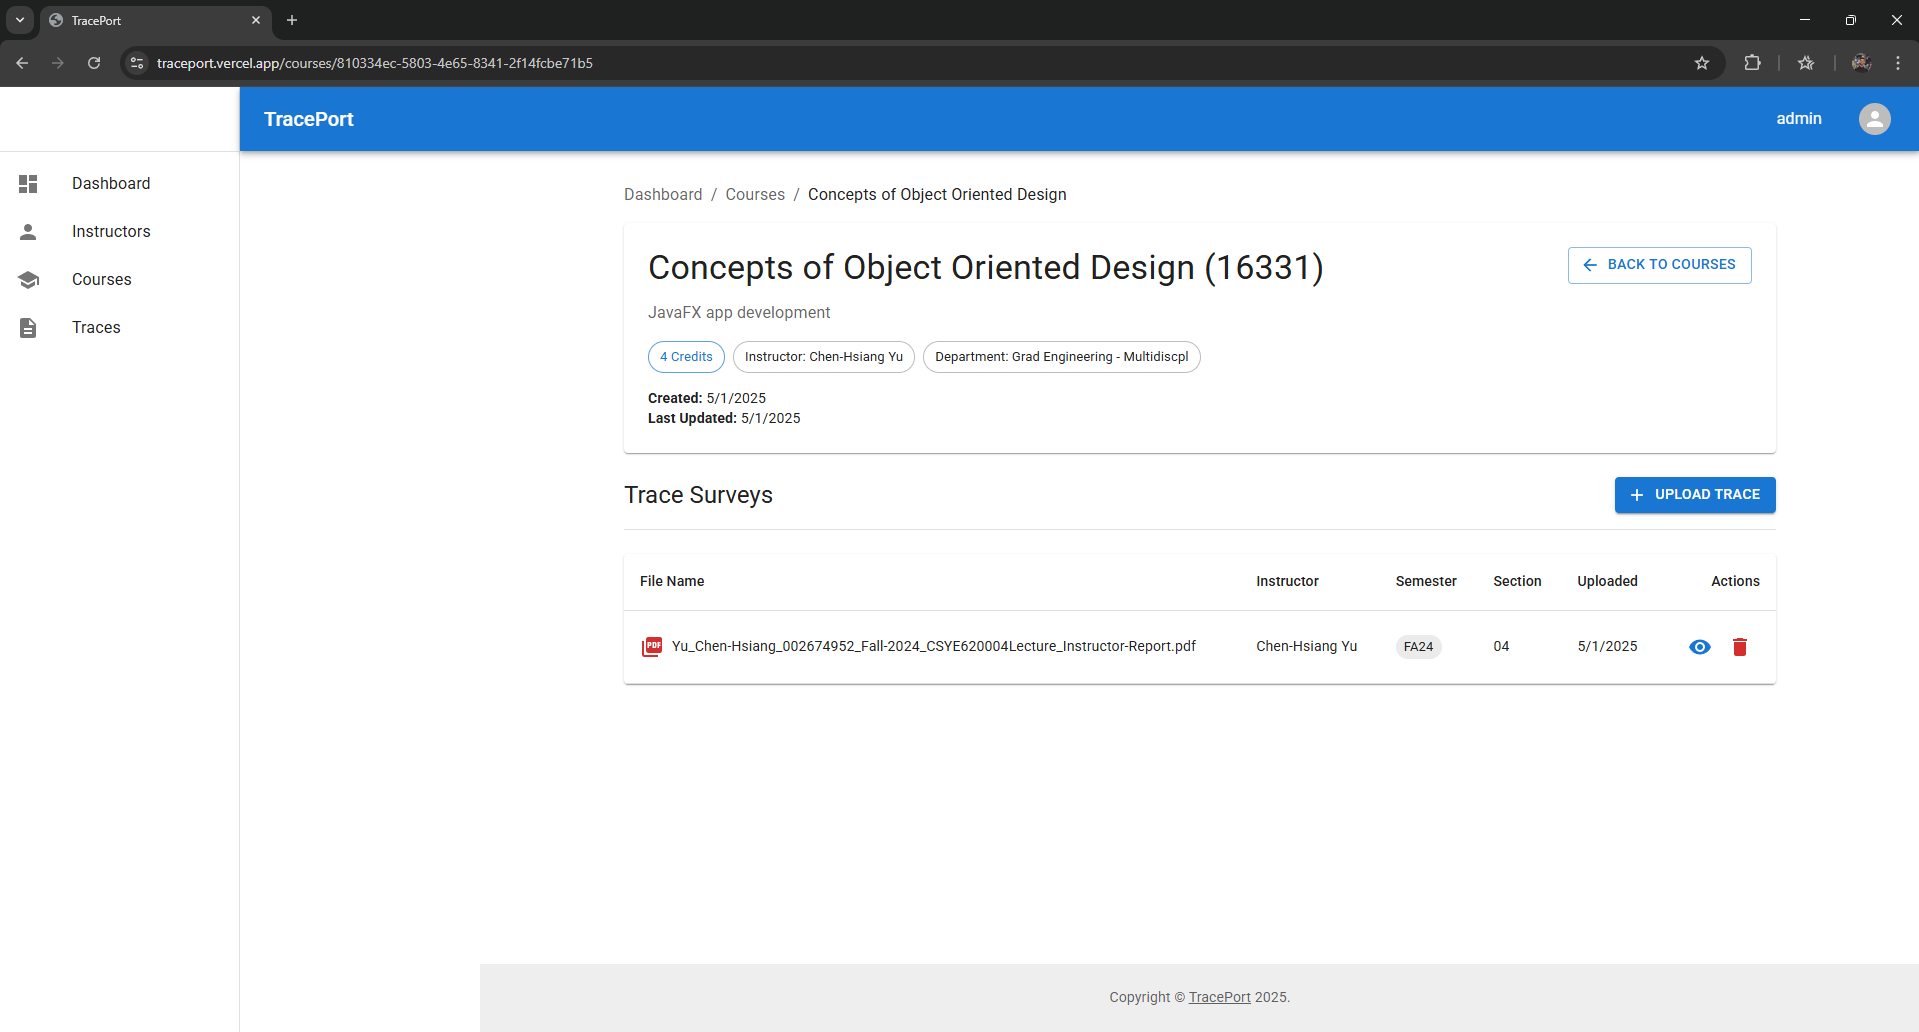 TracePort
traceport.vercel.app/courses/810334ec-5803-4e65-8341-2f14fcbe71b5
TracePort
admin
Dashboard
Instructors
Courses
Traces
Dashboard / Courses / Concepts of Object Oriented Design
Concepts of Object Oriented Design (16331)
BACK TO COURSES
JavaFX app development
4 Credits Instructor: Chen-Hsiang Yu Department: Grad Engineering - Multidiscpl
Created: 5/1/2025
Last Updated: 5/1/2025
Trace Surveys
UPLOAD TRACE
File Name Instructor Semester Section Uploaded Actions
PDF Yu_Chen-Hsiang_002674952_Fall-2024_CSYE620004Lecture_Instructor-Report.pdf Chen-Hsiang Yu FA24 04 5/1/2025
Copyright © TracePort 2025.